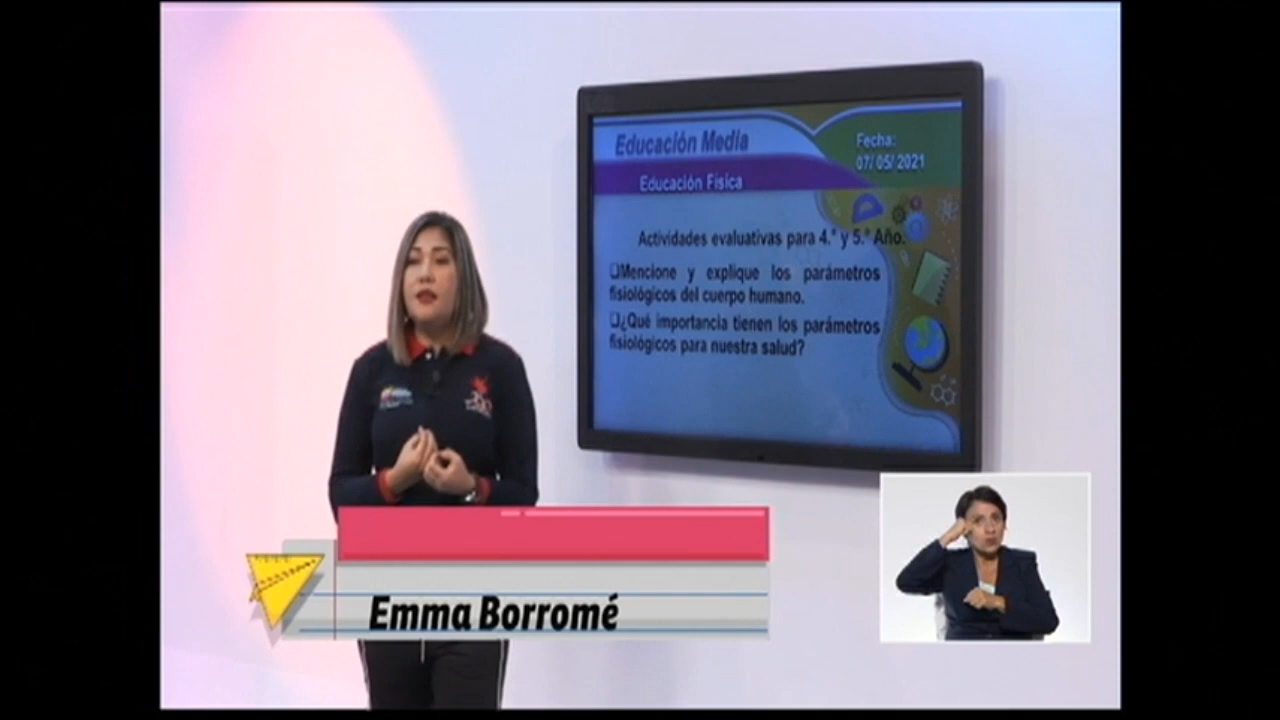 Educación Media
Fecha:
07/ 05/ 2021
Educación Física
Actividades evaluativas para 4.° y 5.° Año.
❑Mencione y explique los parámetros
fisiológicos del cuerpo humano.
❑¿Qué importancia tienen los parámetros
fisiológicos para nuestra salud?
Emma Borromé